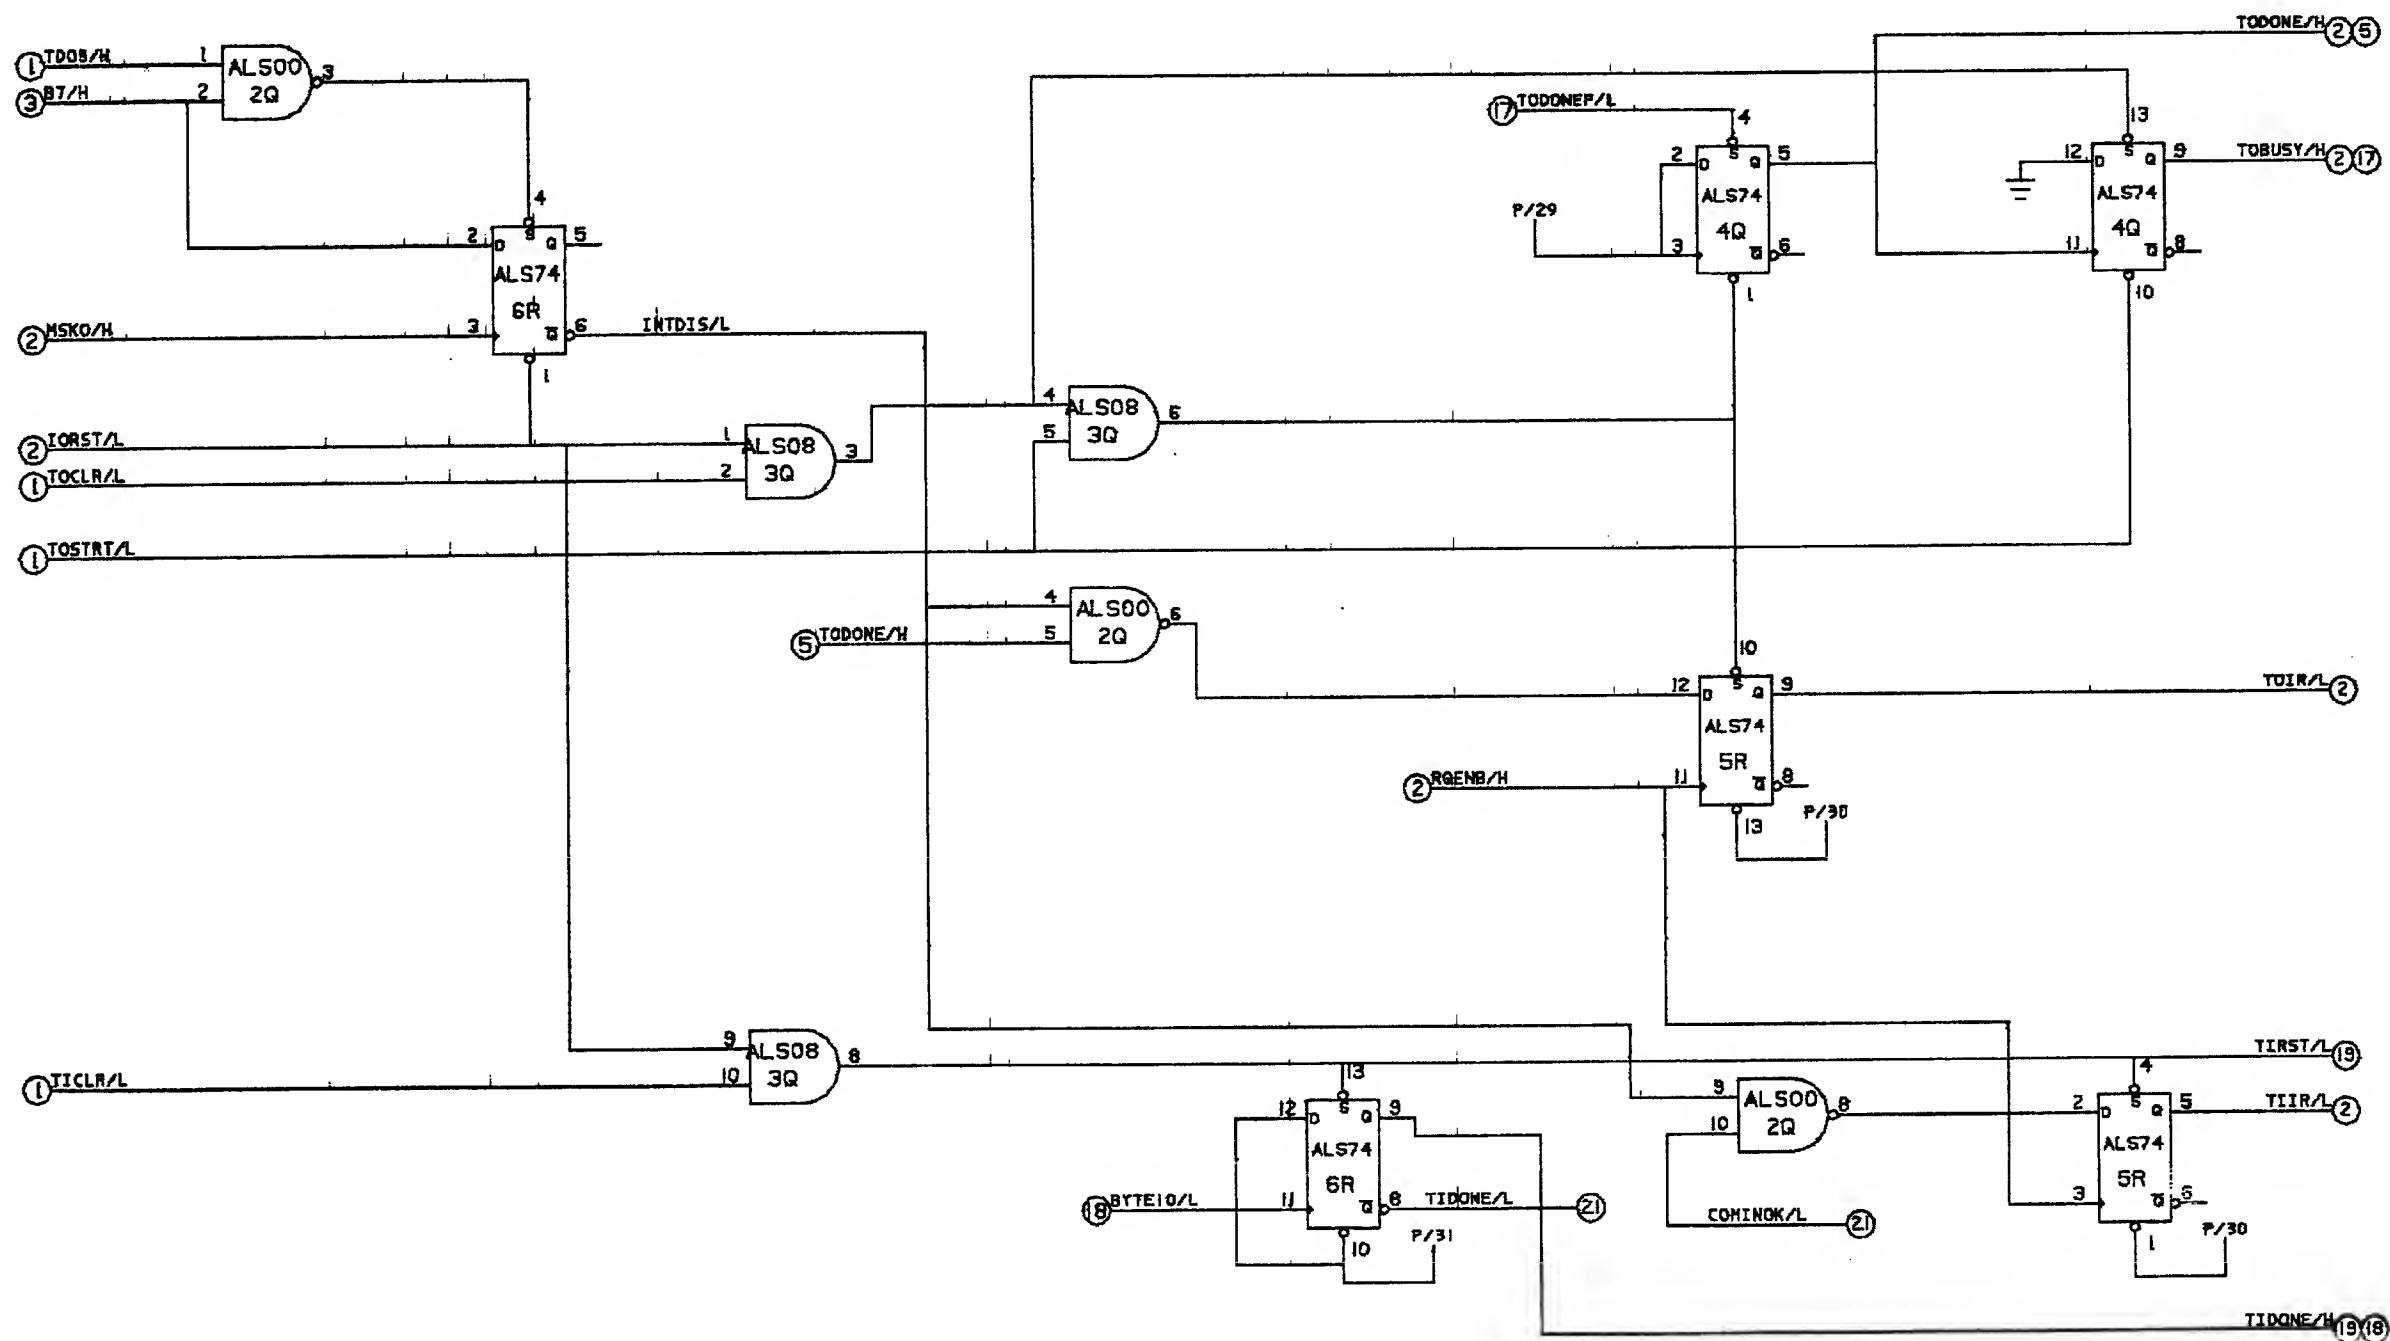 TODONE/H 2 5
1 TDOS/H 1 ALS00 3
2Q
3 B7/H 2
17 TODONEP/L 4
13
2 D S Q 5
12 D S Q 9 TOBUSY/H 2 17
ALS74
4Q
ALS74
4Q
P/29
3 Q 6
11 Q 8
1
10
4
2 D S Q 5
ALS74
6R
2 MSKO/H 3 Q 6 INTDIS/L
1
4 ALS08 6
5 3Q
2 IORST/L 1 ALS08 3
1 TOCLR/L 2 3Q
1 TOSTRT/L
4 ALS00 6
5 TODONE/H 5 2Q
10
12 D S Q 9 TOIR/L 2
ALS74
5R
2 RQENB/H 11 Q 8
13 P/30
9 ALS08 8
1 TICLR/L 10 3Q
TIRST/L 19
13
4
12 D S Q 9
9 ALS00 8
10 2Q
2 D S Q 5 TIIR/L 2
ALS74
6R
ALS74
5R
18 BYTE10/L 11 Q 8 TIDONE/L 21
COMINOK/L 21
3 Q 6
10 P/31
1 P/30
TIDONE/H 19 18